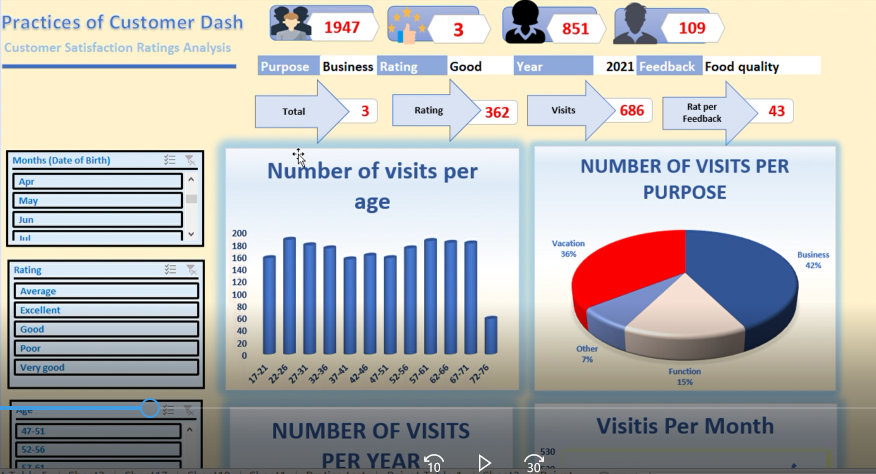 Practices of Customer Dash
Customer Satisfaction Ratings Analysis
1947
3
851
109
Purpose Business Rating Good Year 2021 Feedback Food quality
Total 3
Rating 362
Visits 686
Rat per
Feedback
43
Months (Date of Birth)
Apr
May
Jun
Jul
Rating
Average
Excellent
Good
Poor
Very good
Age
47-51
52-56
57-61
Number of visits per
age
200
180
160
140
120
100
80
60
40
20
0
17-21 22-26 27-31 32-36 37-41 42-46 47-51 52-56 57-61 62-66 67-71 72-76
NUMBER OF VISITS PER
PURPOSE
Vacation
36%
Business
42%
Other
7%
Function
15%
NUMBER OF VISITS
PER YEAR
Visitis Per Month
530
10
30